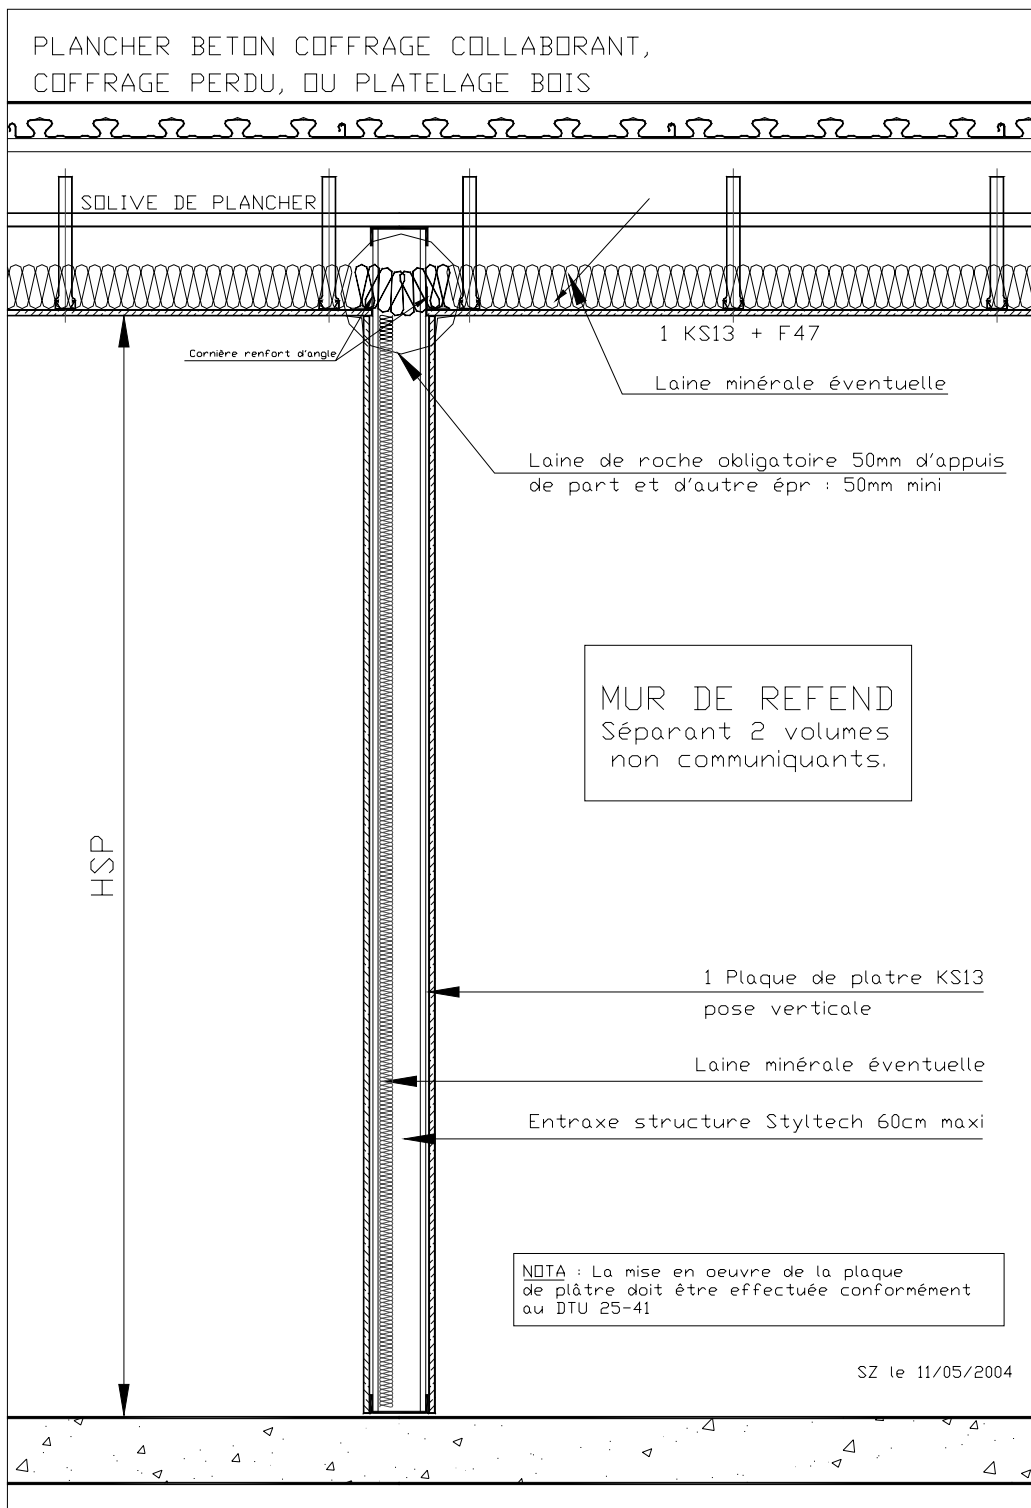 PLANCHER BETON COFFRAGE COLLABORANT,
COFFRAGE PERDU, OU PLATELAGE BOIS
SOLIVE DE PLANCHER
1 KS13 + F47
Cornière renfort d'angle
Laine minérale éventuelle
Laine de roche obligatoire 50mm d'appuis
de part et d'autre épr : 50mm mini
MUR DE REFEND
Séparant 2 volumes
non communiquants.
HSP
1 Plaque de platre KS13
pose verticale
Laine minérale éventuelle
Entraxe structure Styltech 60cm maxi
NOTA : La mise en oeuvre de la plaque
de plâtre doit être effectuée conformément
au DTU 25-41
SZ le 11/05/2004